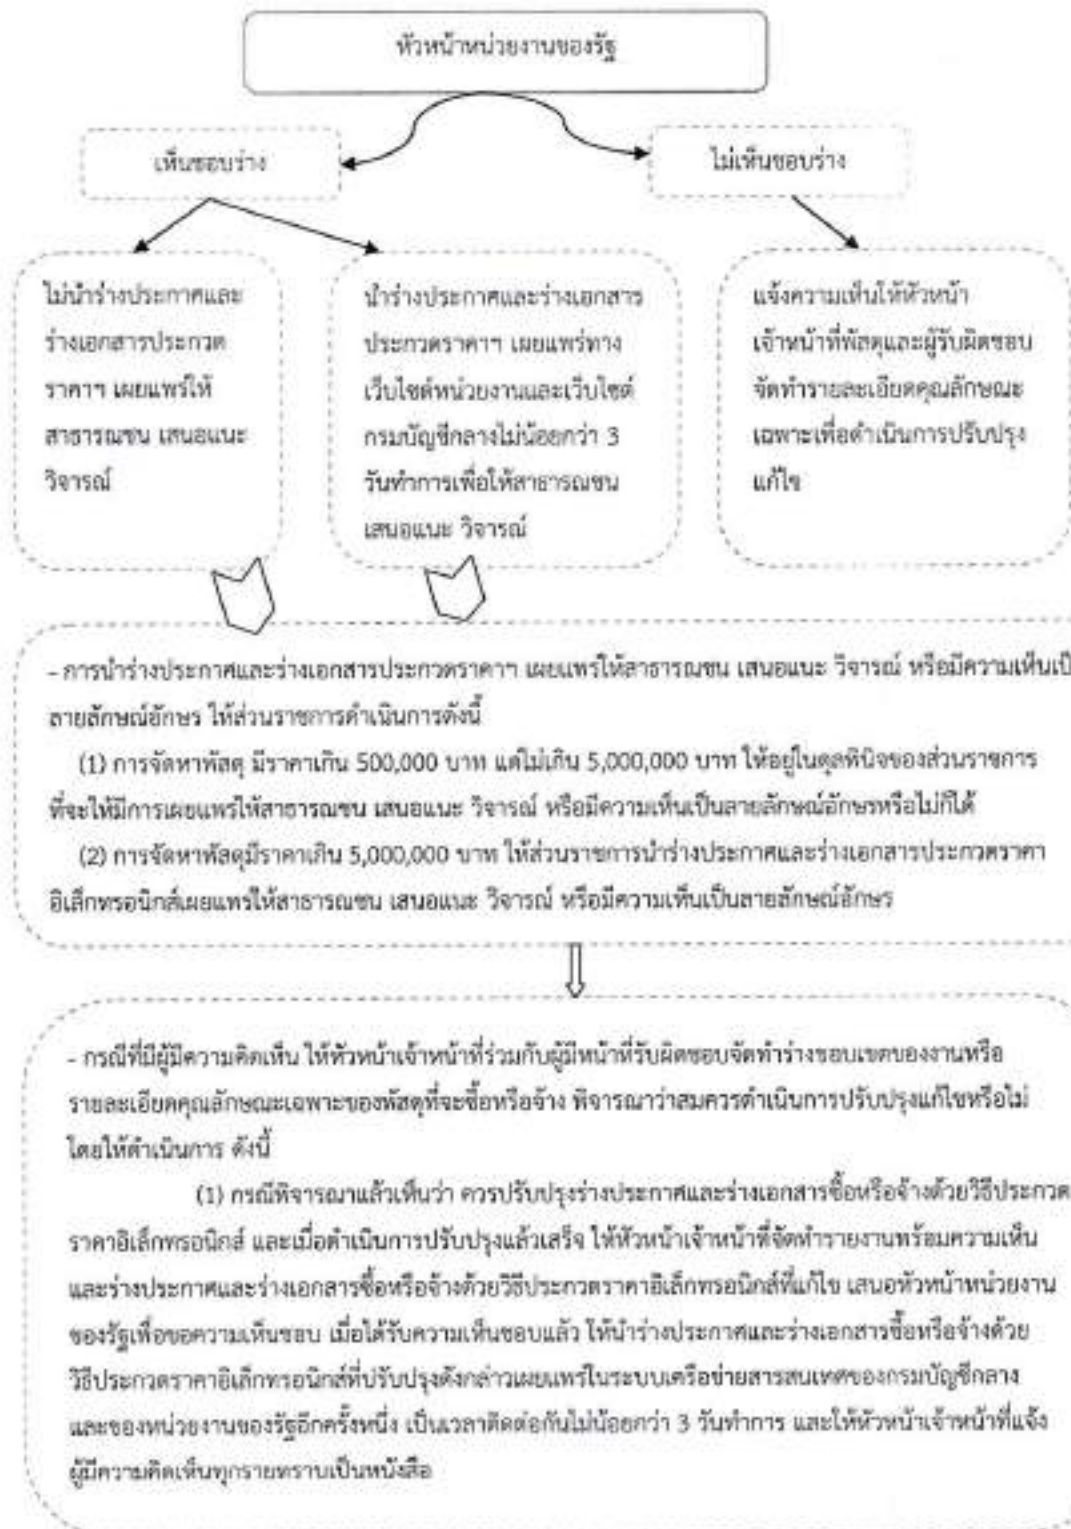 หัวหน้าหน่วยงานของรัฐ
เห็นชอบร่าง
ไม่เห็นชอบร่าง
ไม่นำร่างประกาศและ
ร่างเอกสารประกวด
ราคาฯ เผยแพร่ให้
สาธารณชน เสนอแนะ
วิจารณ์
นำร่างประกาศและร่างเอกสาร
ประกวดราคาฯ เผยแพร่ทาง
เว็บไซต์หน่วยงานและเว็บไซต์
กรมบัญชีกลางไม่น้อยกว่า 3
วันทำการเพื่อให้สาธารณชน
เสนอแนะ วิจารณ์
แจ้งความเห็นให้หัวหน้า
เจ้าหน้าที่พัสดุและผู้รับผิดชอบ
จัดทำรายละเอียดคุณลักษณะ
เฉพาะเพื่อดำเนินการปรับปรุง
แก้ไข
- การนำร่างประกาศและร่างเอกสารประกวดราคาฯ เผยแพร่ให้สาธารณชน เสนอแนะ วิจารณ์ หรือมีความเห็นเป็
ลายลักษณ์อักษร ให้ส่วนราชการดำเนินการดังนี้
(1) การจัดหาพัสดุ มีราคาเกิน 500,000 บาท แต่ไม่เกิน 5,000,000 บาท ให้อยู่ในดุลพินิจของส่วนราชการ
ที่จะให้มีการเผยแพร่ให้สาธารณชน เสนอแนะ วิจารณ์ หรือมีความเห็นเป็นลายลักษณ์อักษรหรือไม่ก็ได้
(2) การจัดหาพัสดุมีราคาเกิน 5,000,000 บาท ให้ส่วนราชการนำร่างประกาศและร่างเอกสารประกวดราคา
อิเล็กทรอนิกส์เผยแพร่ให้สาธารณชน เสนอแนะ วิจารณ์ หรือมีความเห็นเป็นลายลักษณ์อักษร
- กรณีที่มีผู้มีความคิดเห็น ให้หัวหน้าเจ้าหน้าที่ร่วมกับผู้มีหน้าที่รับผิดชอบจัดทำร่างขอบเขตของงานหรือ
รายละเอียดคุณลักษณะเฉพาะของพัสดุที่จะซื้อหรือจ้าง พิจารณาว่าสมควรดำเนินการปรับปรุงแก้ไขหรือไม่
โดยให้ดำเนินการ ดังนี้
(1) กรณีพิจารณาแล้วเห็นว่า ควรปรับปรุงร่างประกาศและร่างเอกสารซื้อหรือจ้างด้วยวิธีประกวด
ราคาอิเล็กทรอนิกส์ และเมื่อดำเนินการปรับปรุงแล้วเสร็จ ให้หัวหน้าเจ้าหน้าที่จัดทำรายงานพร้อมความเห็น
และร่างประกาศและร่างเอกสารซื้อหรือจ้างด้วยวิธีประกวดราคาอิเล็กทรอนิกส์ที่แก้ไข เสนอหัวหน้าหน่วยงาน
ของรัฐเพื่อขอความเห็นชอบ เมื่อได้รับความเห็นชอบแล้ว ให้นำร่างประกาศและร่างเอกสารซื้อหรือจ้างด้วย
วิธีประกวดราคาอิเล็กทรอนิกส์ที่ปรับปรุงดังกล่าวเผยแพร่ในระบบเครือข่ายสารสนเทศของกรมบัญชีกลาง
และของหน่วยงานของรัฐอีกครั้งหนึ่ง เป็นเวลาติดต่อกันไม่น้อยกว่า 3 วันทำการ และให้หัวหน้าเจ้าหน้าที่แจ้ง
ผู้มีความคิดเห็นทุกรายทราบเป็นหนังสือ